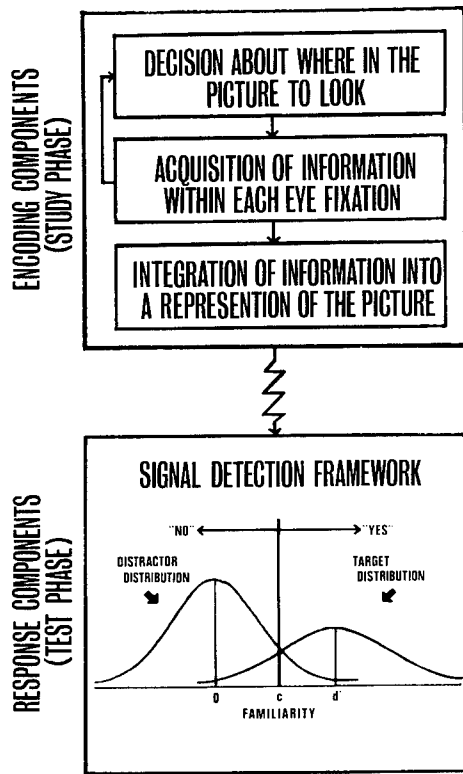 ENCODING COMPONENTS
(STUDY PHASE)
DECISION ABOUT WHERE IN THE
PICTURE TO LOOK
ACQUISITION OF INFORMATION
WITHIN EACH EYE FIXATION
INTEGRATION OF INFORMATION INTO
A REPRESENTION OF THE PICTURE
RESPONSE COMPONENTS
(TEST PHASE)
SIGNAL DETECTION FRAMEWORK
"NO"
"YES"
DISTRACTOR
DISTRIBUTION
TARGET
DISTRIBUTION
0
c
d'
FAMILIARITY